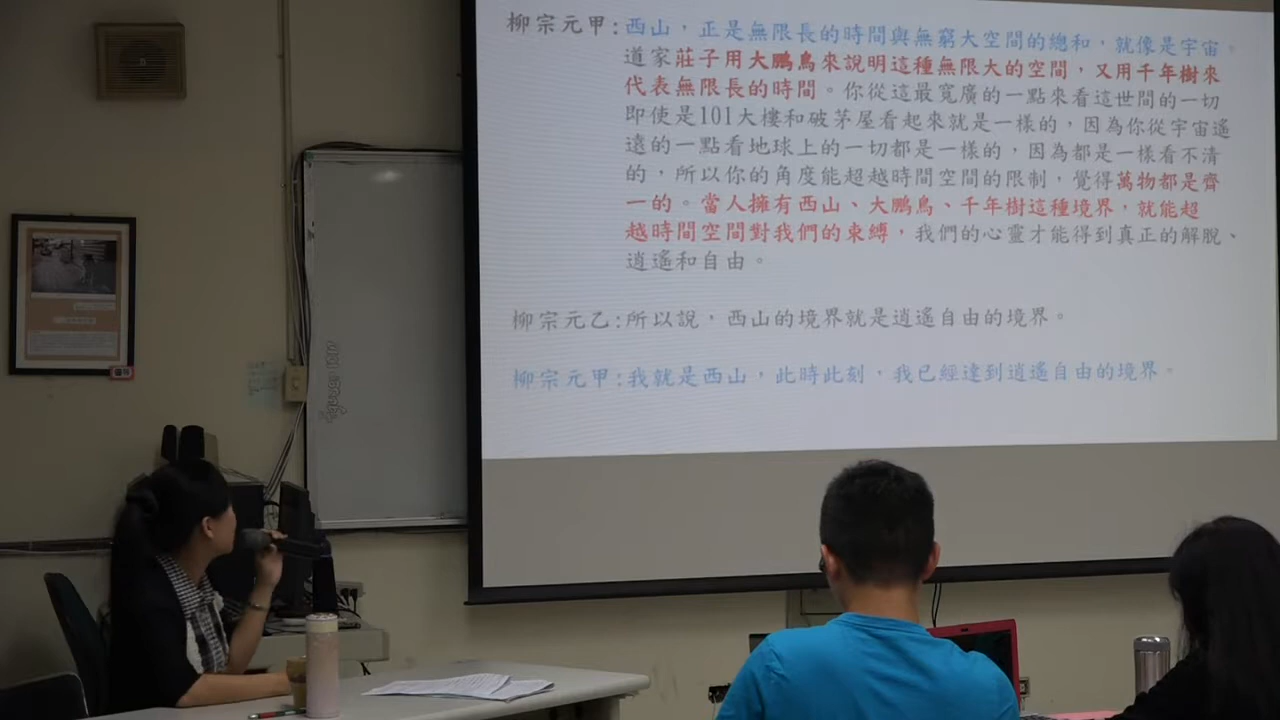 柳宗元甲:西山，正是無限長的時間與無窮大空間的總和，就像是宇宙。
道家莊子用大鵬鳥來說明這種無限大的空間，又用千年樹來
代表無限長的時間。你從這最寬廣的一點來看這世間的一切
即使是101大樓和破茅屋看起來就是一樣的，因為你從宇宙遙
遠的一點看地球上的一切都是一樣的，因為都是一樣看不清
的，所以你的角度能超越時間空間的限制，覺得萬物都是齊
一的。當人擁有西山、大鵬鳥、千年樹這種境界，就能超
越時間空間對我們的束縛，我們的心靈才能得到真正的解脫、
逍遙和自由。
柳宗元乙:所以說，西山的境界就是逍遙自由的境界。
柳宗元甲:我就是西山，此時此刻，我已經達到逍遙自由的境界。